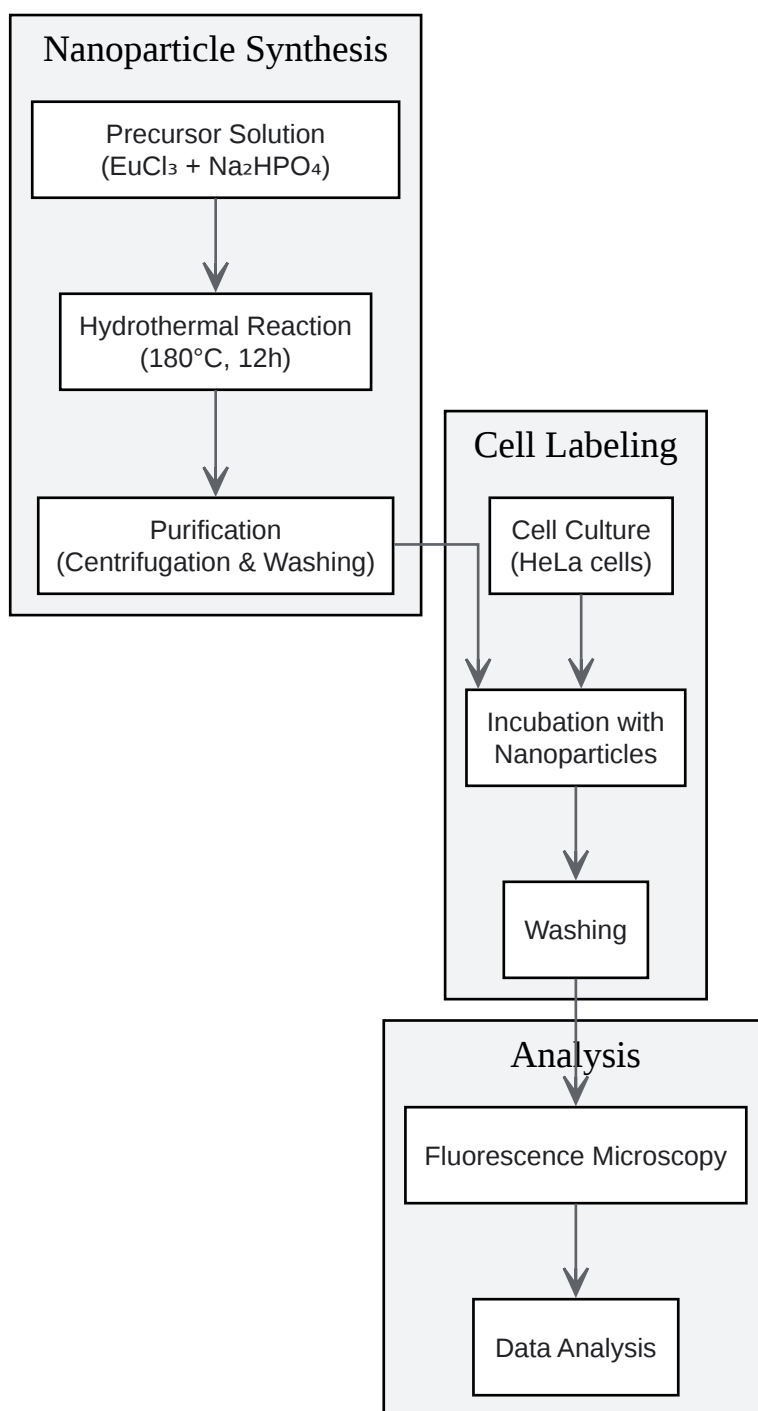 Nanoparticle Synthesis
Precursor Solution
(EuCl₃ + Na₂HPO₄)
Hydrothermal Reaction
(180°C, 12h)
Purification
(Centrifugation & Washing)
Cell Labeling
Cell Culture
(HeLa cells)
Incubation with
Nanoparticles
Washing
Analysis
Fluorescence Microscopy
Data Analysis